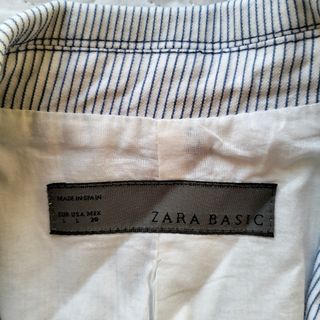 MADE IN SPAIN
EUR USA MEX
L L 30
ZARA BASIC